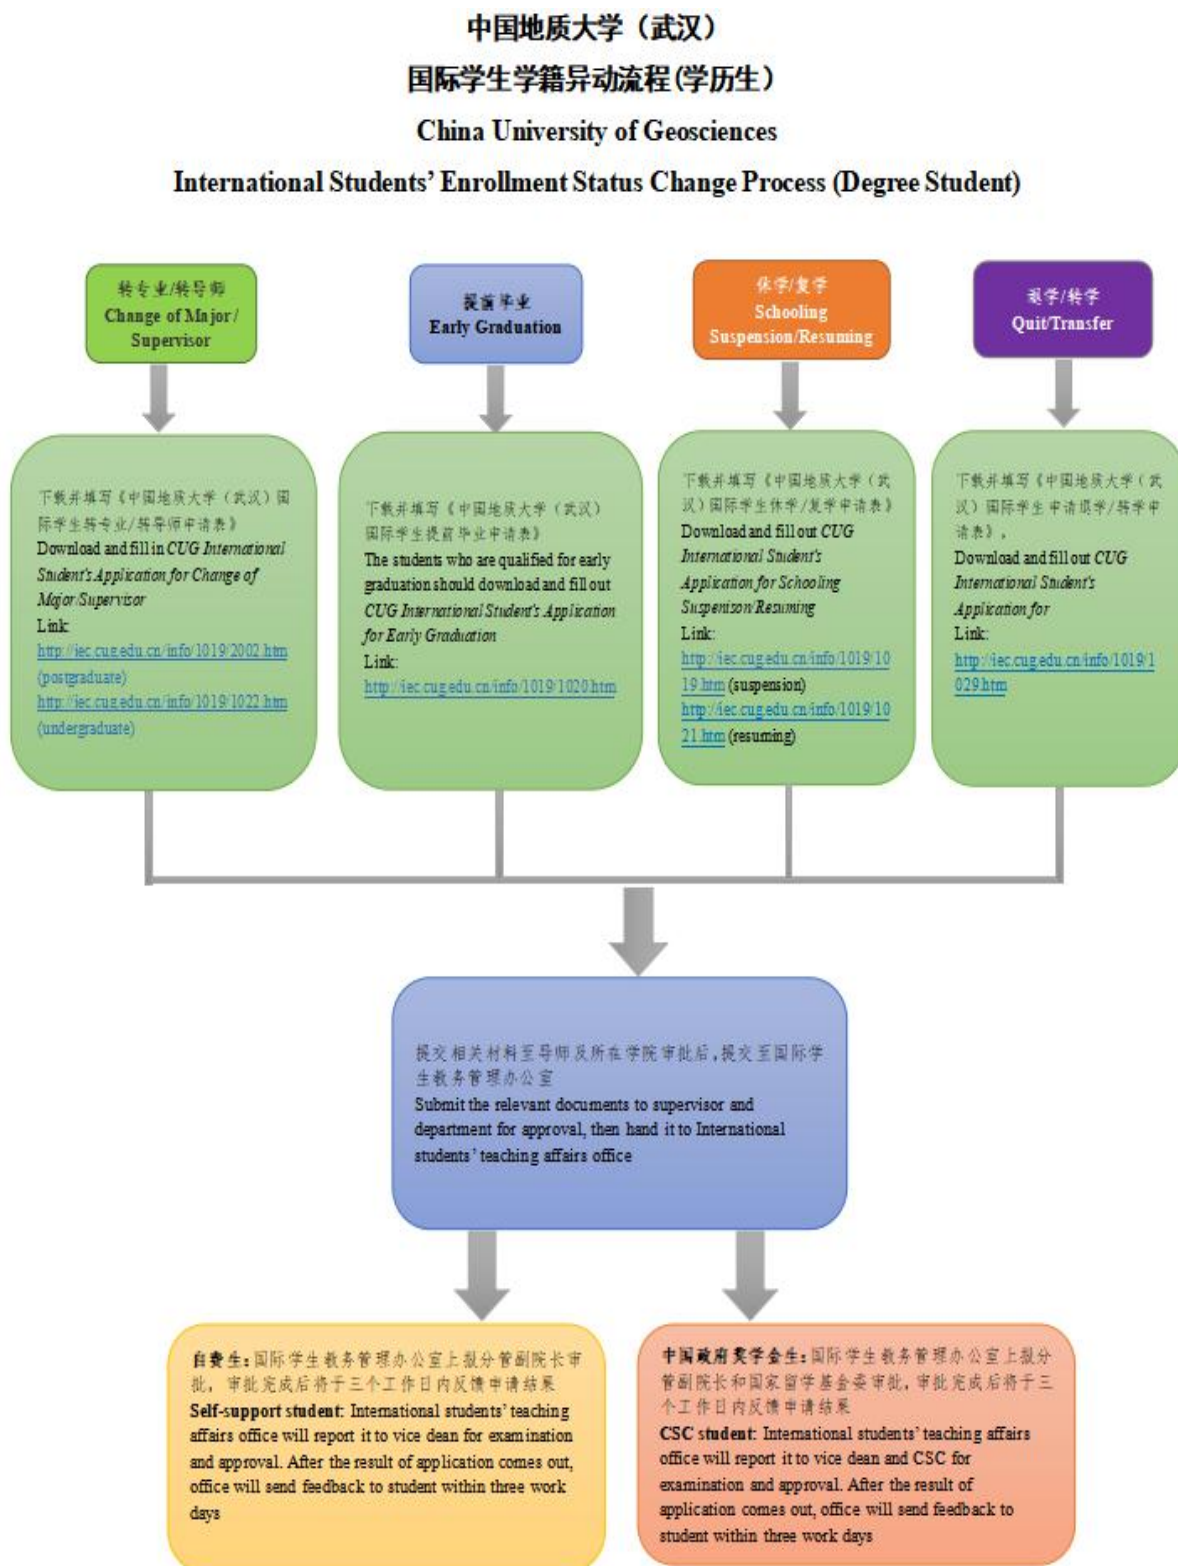 中国地质大学（武汉）
国际学生学籍异动流程(学历生）
China University of Geosciences
International Students’ Enrollment Status Change Process (Degree Student)
转专业/转导师
Change of Major /
Supervisor
提前毕业
Early Graduation
休学/复学
Schooling
Suspension/Resuming
退学/转学
Quit/Transfer
下载并填写《中国地质大学（武汉）国
际学生转专业/转导师申请表》
Download and fill in CUG International
Student's Application for Change of
Major/Supervisor
Link:
http://iec.cug.edu.cn/info/1019/2002.htm
(postgraduate)
http://iec.cug.edu.cn/info/1019/1022.htm
(undergraduate)
下载并填写《中国地质大学（武汉）
国际学生提前毕业申请表》
The students who are qualified for early
graduation should download and fill out
CUG International Student's Application
for Early Graduation
Link:
http://iec.cug.edu.cn/info/1019/1020.htm
下载并填写《中国地质大学（武
汉）国际学生休学/复学申请表》
Download and fill out CUG
International Student's
Application for Schooling
Suspenison/Resuming
Link:
http://iec.cug.edu.cn/info/1019/10
19.htm (suspension)
http://iec.cug.edu.cn/info/1019/10
21.htm (resuming)
下载并填写《中国地质大学（武
汉）国际学生申请退学/转学申
请表》，
Download and fill out CUG
International Student's
Application for
Link:
http://iec.cug.edu.cn/info/1019/1
029.htm
提交相关材料至导师及所在学院审批后，提交至国际学
生教务管理办公室
Submit the relevant documents to supervisor and
department for approval, then hand it to International
students’ teaching affairs office
自费生：国际学生教务管理办公室上报分管副院长审
批，审批完成后将于三个工作日内反馈申请结果
Self-support student: International students’ teaching
affairs office will report it to vice dean for examination
and approval. After the result of application comes out,
office will send feedback to student within three work
days
中国政府奖学金生：国际学生教务管理办公室上报分
管副院长和国家留学基金委审批，审批完成后将于三
个工作日内反馈申请结果
CSC student: International students’ teaching affairs
office will report it to vice dean and CSC for
examination and approval. After the result of
application comes out, office will send feedback to
student within three work days